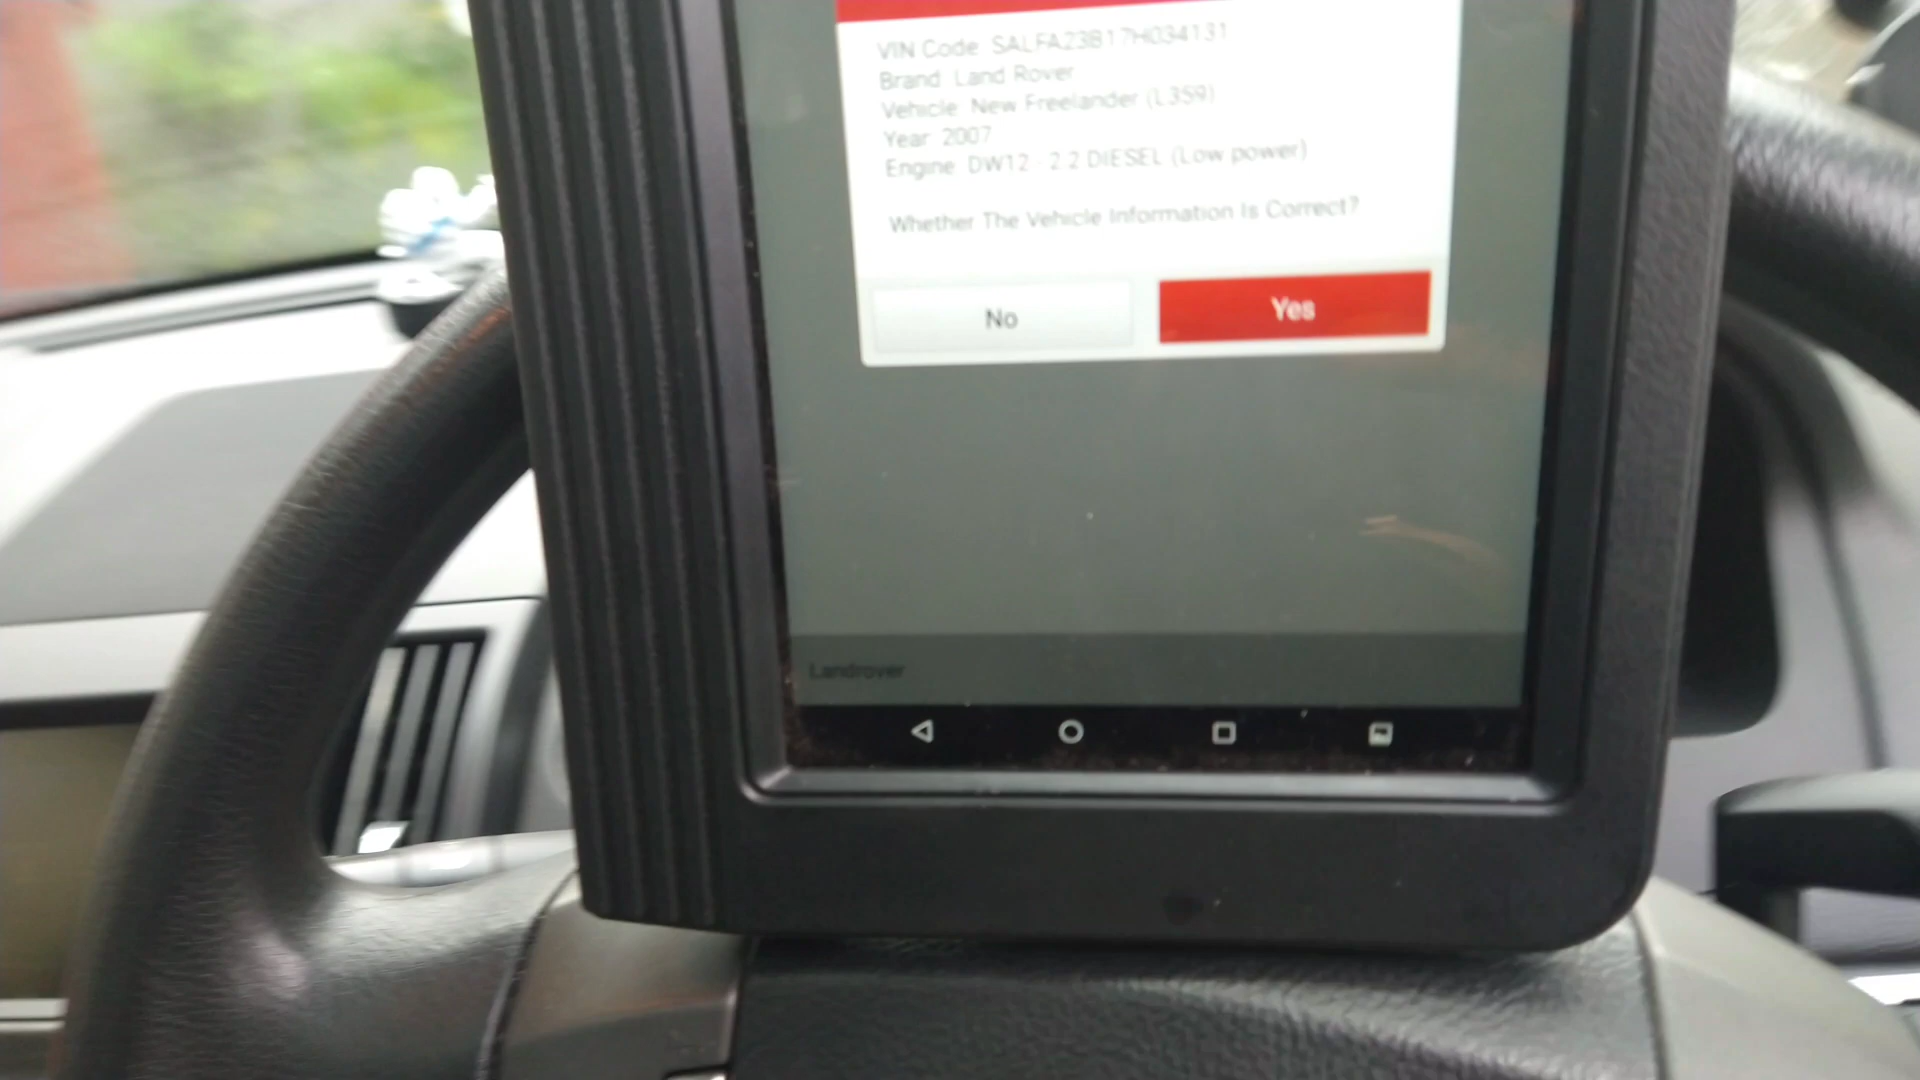 VIN Code SALFA23B17H034131
Brand Land Rover
Vehicle New Freelander (L359)
Year 2007
Engine DW12 - 2.2 DIESEL (Low power)
Whether The Vehicle Information Is Correct?
No
Yes
Landrover